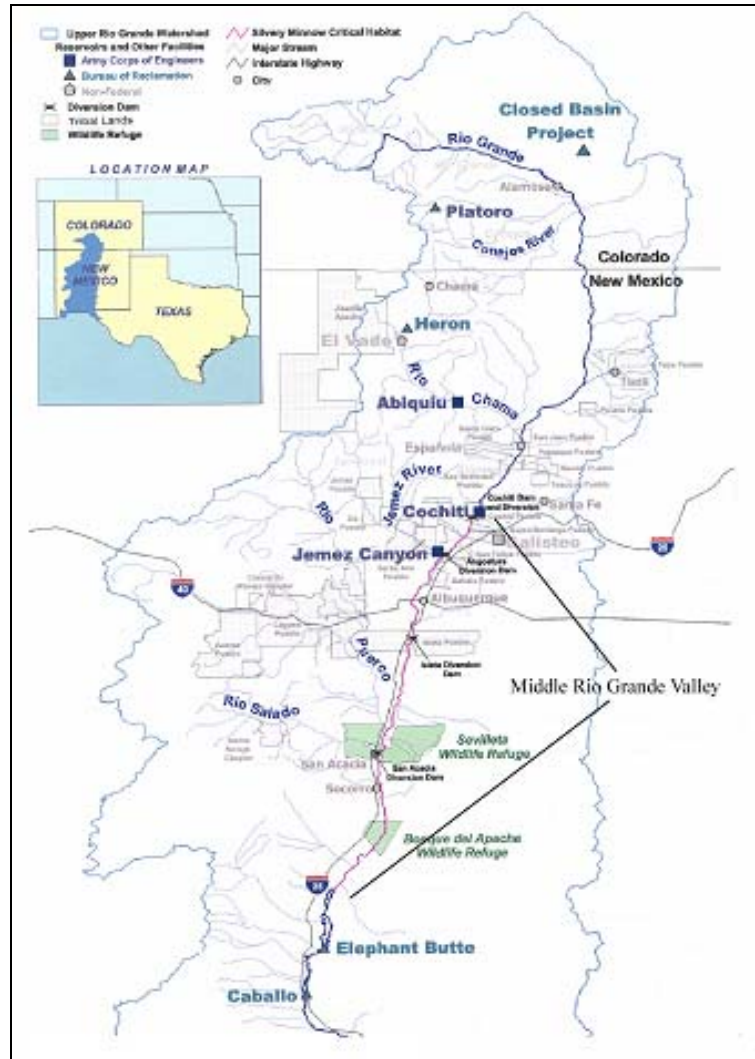 Upper Rio Grande Watershed
Reservoirs and Other Facilities
Army Corps of Engineers
Bureau of Reclamation
Non-Federal
Diversion Dam
Tribal Lands
Wildlife Refuge
Silvery Minnow Critical Habitat
Major Stream
Interstate Highway
City
LOCATION MAP
COLORADO
NEW
MEXICO
TEXAS
Closed Basin
Project
Rio Grande
Alamosa
Platoro
Conejos River
Colorado
New Mexico
Chama
Heron
El Vado
Rio
Chama
Abiquiu
Taos
Española
Jemez River
Cochiti
Cochiti Dam
and Diversion
Santa Fe
Galisteo
25
Rio
Jemez Canyon
Angostura
Diversion Dam
40
Albuquerque
Puerco
Isleta Diversion
Dam
Middle Rio Grande Valley
Rio Salado
Sevilleta
Wildlife Refuge
San Acacia
San Acacia
Diversion Dam
Socorro
Bosque del Apache
Wildlife Refuge
25
Elephant Butte
Caballo